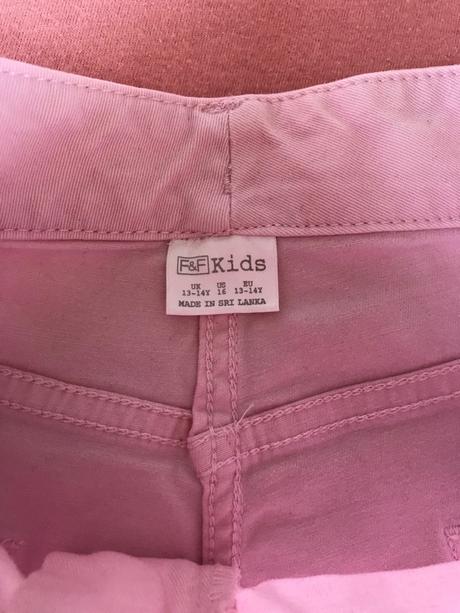 F&F Kids
UK US EU
13-14Y 16 13-14Y
MADE IN SRI LANKA